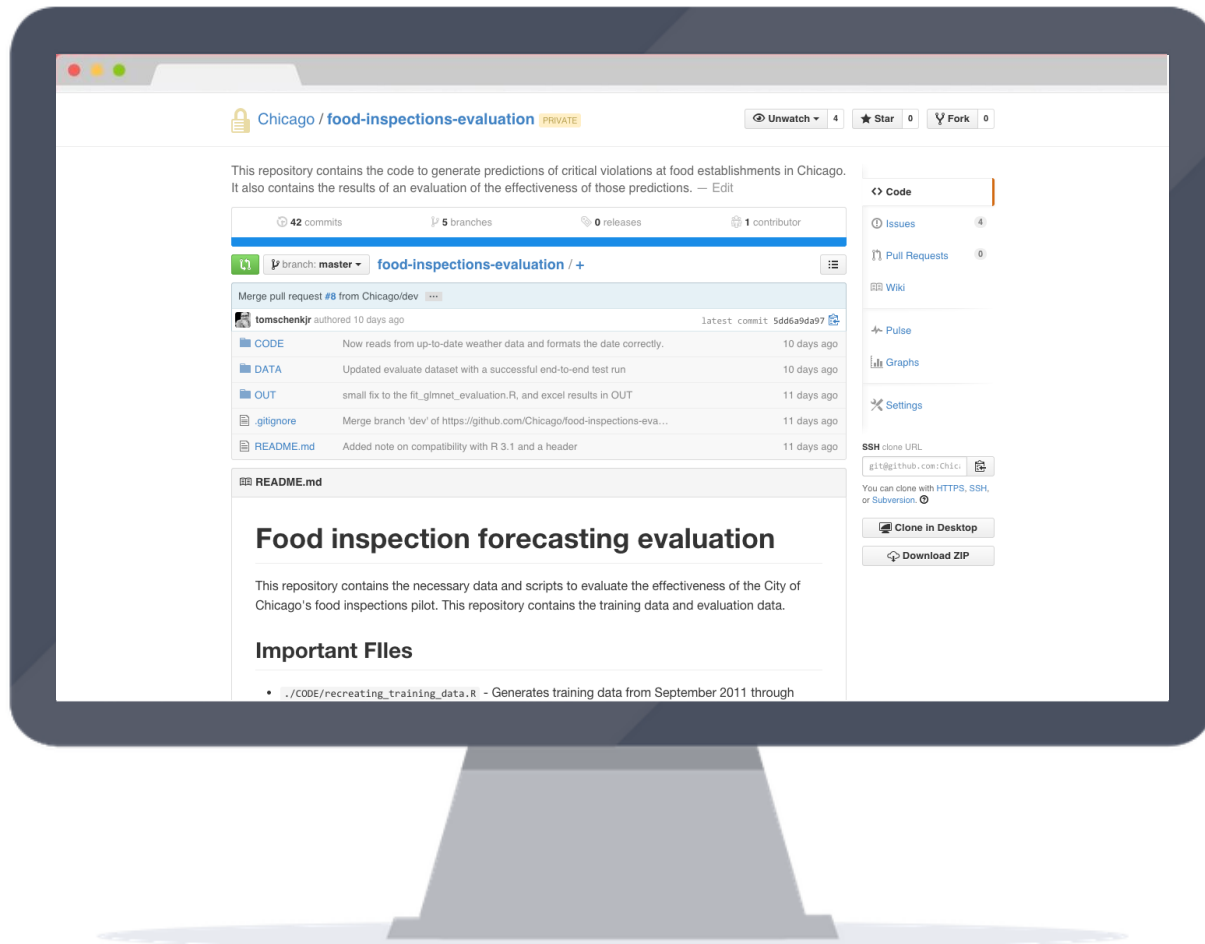 Chicago / food-inspections-evaluation PRIVATE
Unwatch 4 Star 0 Fork 0
This repository contains the code to generate predictions of critical violations at food establishments in Chicago.
It also contains the results of an evaluation of the effectiveness of those predictions. — Edit
42 commits 5 branches 0 releases 1 contributor
branch: master food-inspections-evaluation / +
Merge pull request #8 from Chicago/dev ...
tomschenkjr authored 10 days ago latest commit 5dd6a9da97
CODE Now reads from up-to-date weather data and formats the date correctly. 10 days ago
DATA Updated evaluate dataset with a successful end-to-end test run 10 days ago
OUT small fix to the fit_glmnet_evaluation.R, and excel results in OUT 11 days ago
.gitignore Merge branch 'dev' of https://github.com/Chicago/food-inspections-eva... 11 days ago
README.md Added note on compatibility with R 3.1 and a header 11 days ago
README.md
Food inspection forecasting evaluation
This repository contains the necessary data and scripts to evaluate the effectiveness of the City of
Chicago's food inspections pilot. This repository contains the training data and evaluation data.
Important FIles
• ./CODE/recreating_training_data.R - Generates training data from September 2011 through
<> Code
Issues 4
Pull Requests 0
Wiki
Pulse
Graphs
Settings
SSH clone URL
git@github.com:Chic
You can clone with HTTPS, SSH,
or Subversion.
Clone in Desktop
Download ZIP